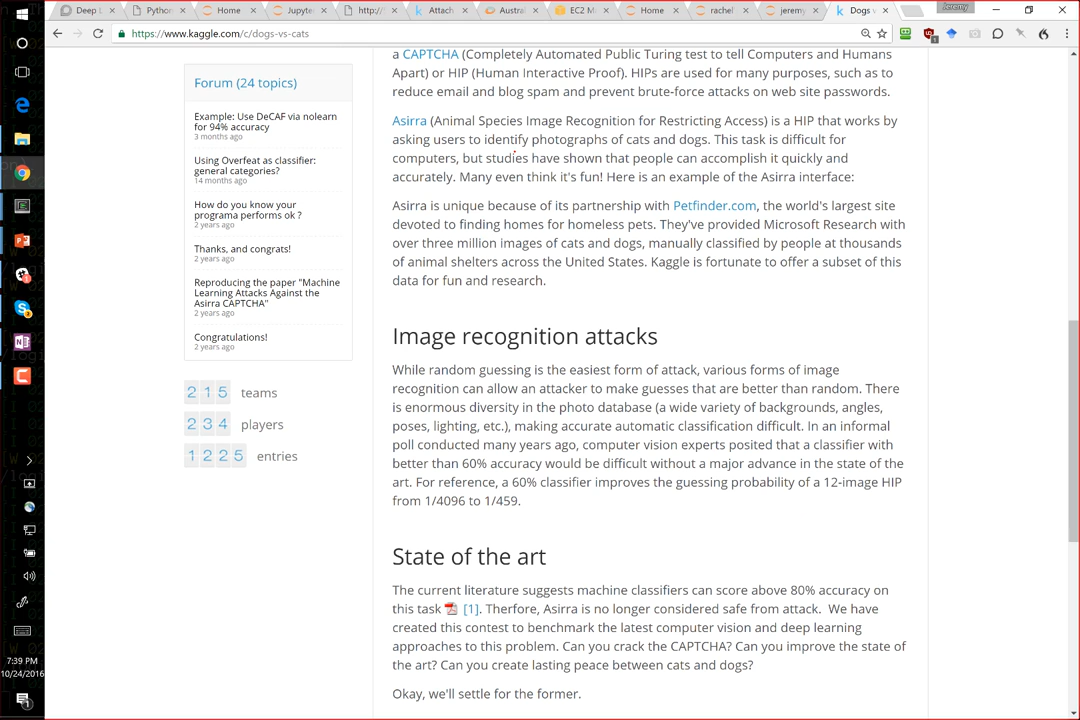 Deep L
Python
Home
Jupyte
http:/
Attach
Austra
EC2 M
Home
rachel
jeremy
Dogs v
Jeremy
https://www.kaggle.com/c/dogs-vs-cats
Forum (24 topics)
Example: Use DeCAF via nolearn
for 94% accuracy
3 months ago
Using Overfeat as classifier:
general categories?
14 months ago
How do you know your
programa performs ok ?
2 years ago
Thanks, and congrats!
2 years ago
Reproducing the paper "Machine
Learning Attacks Against the
Asirra CAPTCHA"
2 years ago
Congratulations!
2 years ago
215 teams
234 players
1225 entries
a CAPTCHA (Completely Automated Public Turing test to tell Computers and Humans
Apart) or HIP (Human Interactive Proof). HIPs are used for many purposes, such as to
reduce email and blog spam and prevent brute-force attacks on web site passwords.
Asirra (Animal Species Image Recognition for Restricting Access) is a HIP that works by
asking users to identify photographs of cats and dogs. This task is difficult for
computers, but studies have shown that people can accomplish it quickly and
accurately. Many even think it's fun! Here is an example of the Asirra interface:
Asirra is unique because of its partnership with Petfinder.com, the world's largest site
devoted to finding homes for homeless pets. They've provided Microsoft Research with
over three million images of cats and dogs, manually classified by people at thousands
of animal shelters across the United States. Kaggle is fortunate to offer a subset of this
data for fun and research.
Image recognition attacks
While random guessing is the easiest form of attack, various forms of image
recognition can allow an attacker to make guesses that are better than random. There
is enormous diversity in the photo database (a wide variety of backgrounds, angles,
poses, lighting, etc.), making accurate automatic classification difficult. In an informal
poll conducted many years ago, computer vision experts posited that a classifier with
better than 60% accuracy would be difficult without a major advance in the state of the
art. For reference, a 60% classifier improves the guessing probability of a 12-image HIP
from 1/4096 to 1/459.
State of the art
The current literature suggests machine classifiers can score above 80% accuracy on
this task [1]. Therfore, Asirra is no longer considered safe from attack. We have
created this contest to benchmark the latest computer vision and deep learning
approaches to this problem. Can you crack the CAPTCHA? Can you improve the state of
the art? Can you create lasting peace between cats and dogs?
Okay, we'll settle for the former.
7:39 PM
10/24/2016